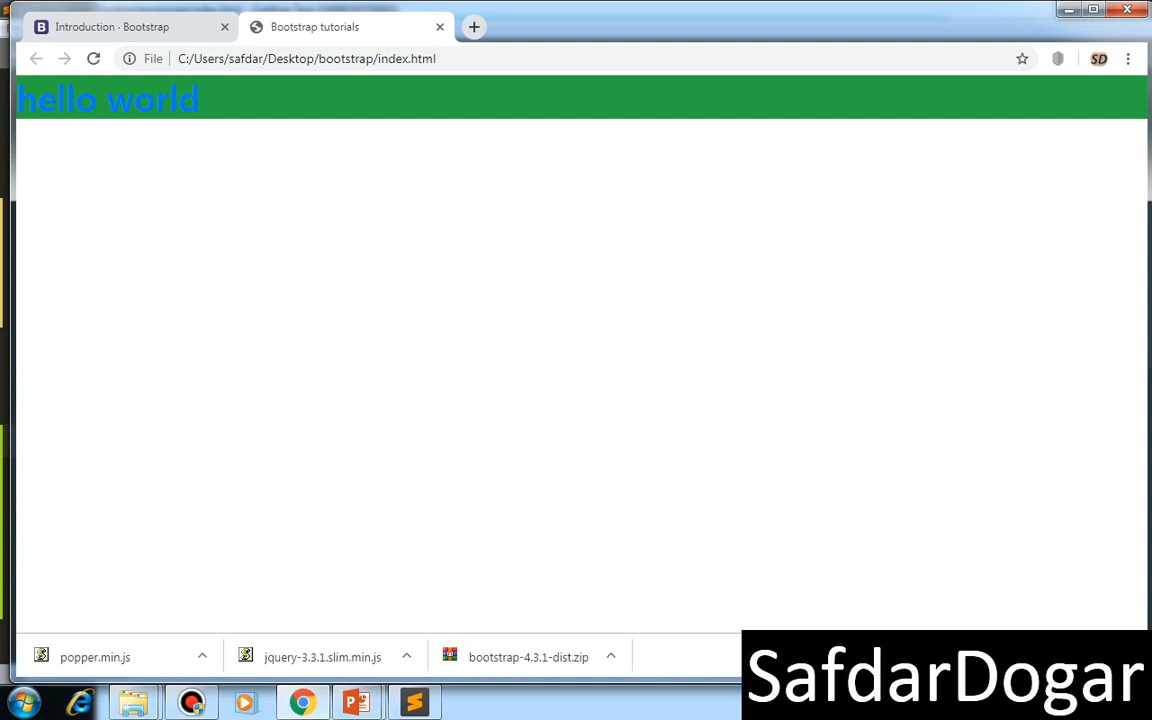 Introduction · Bootstrap
Bootstrap tutorials
File
C:/Users/safdar/Desktop/bootstrap/index.html
SD
hello world
popper.min.js
jquery-3.3.1.slim.min.js
bootstrap-4.3.1-dist.zip
SafdarDogar